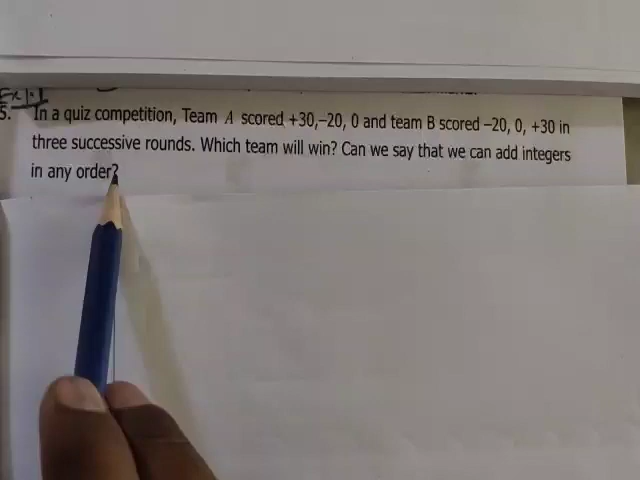 Ex 1.1
5. In a quiz competition, Team A scored +30,–20, 0 and team B scored –20, 0, +30 in
three successive rounds. Which team will win? Can we say that we can add integers
in any order?